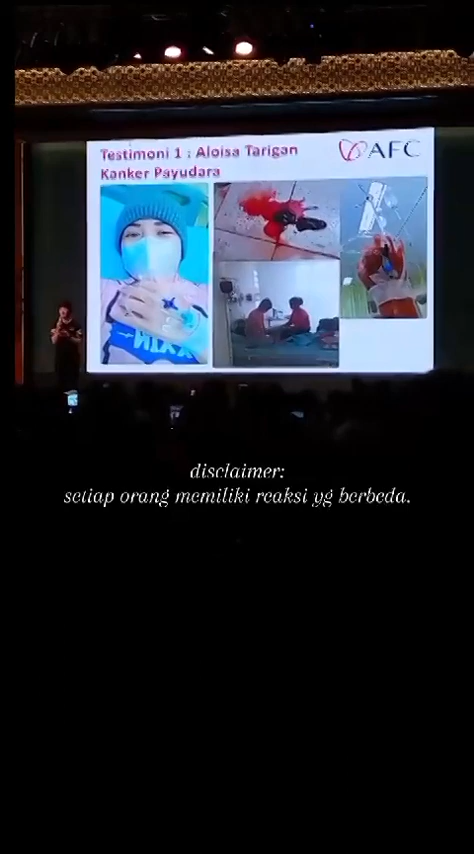 Testimoni 1 : Aloisa Tarigan
Kanker Payudara
AFC
disclaimer:
setiap orang memiliki reaksi yg berbeda.